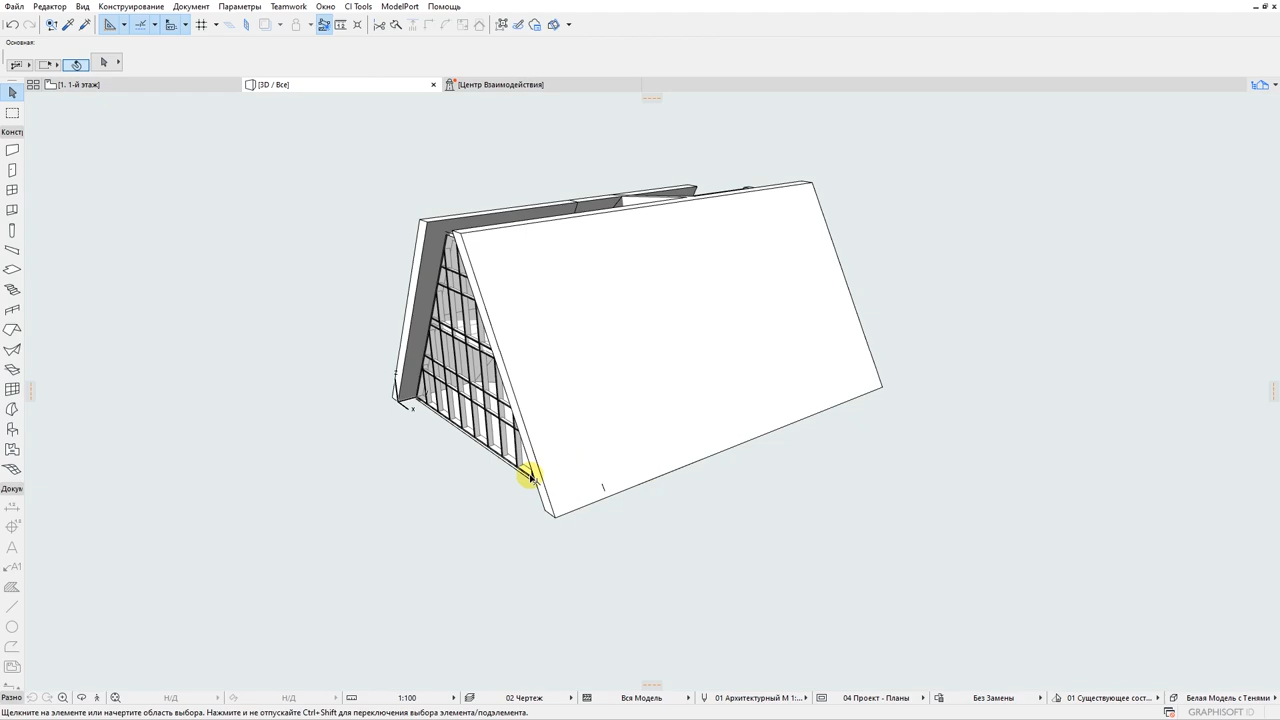 Файл Редактор Вид Конструирование Документ Параметры Teamwork Окно CI Tools ModelPort Помощь
Основная:
[1. 1-й этаж] [3D / Все] [Центр Взаимодействия]
Констр
x
z
Докум
A
A1
Разно Н/Д Н/Д 1:100 02 Чертеж Вся Модель 01 Архитектурный М 1:... 04 Проект - Планы Без Замены 01 Существующее сост... Белая Модель с Тенями
Щелкните на элементе или начертите область выбора. Нажмите и не отпускайте Ctrl+Shift для переключения выбора элемента/подэлемента. GRAPHISOFT ID